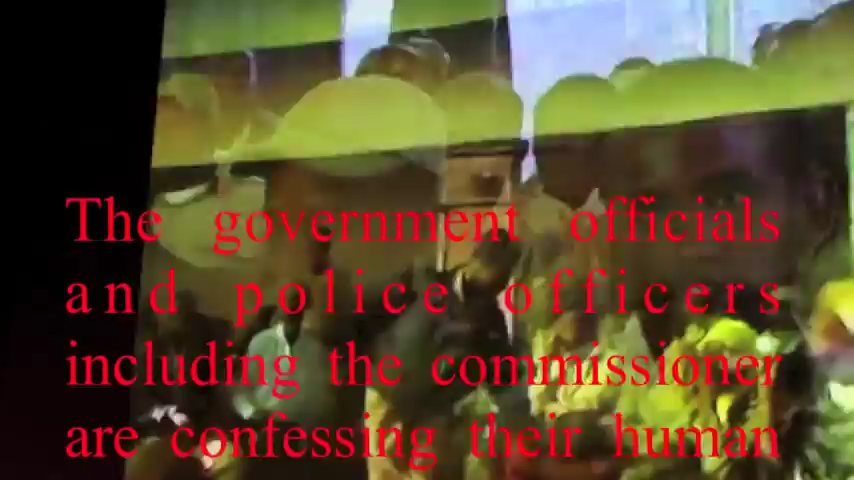 The government officials
and police officers
including the commissioner
are confessing their human